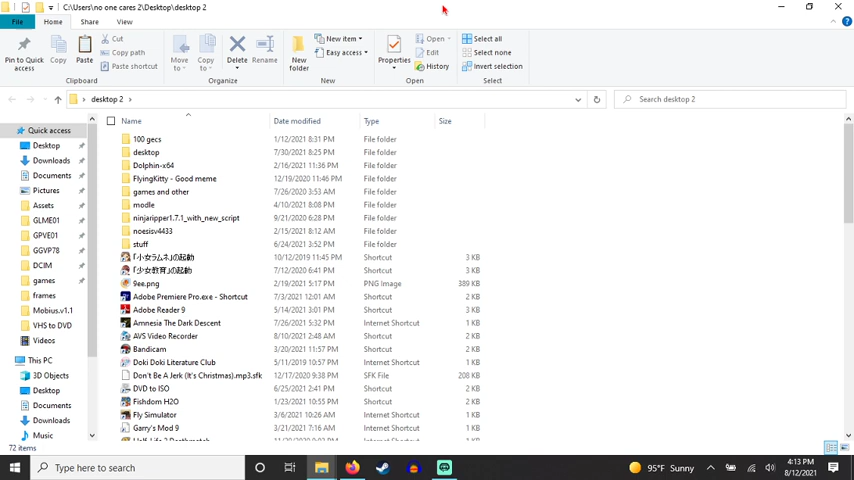 C:\Users\no one cares 2\Desktop\desktop 2
File Home Share View
Pin to Quick access
Copy
Paste
Cut
Copy path
Paste shortcut
Clipboard
Move to
Copy to
Delete
Rename
Organize
New folder
New item
Easy access
New
Properties
Open
Edit
History
Open
Select all
Select none
Invert selection
Select
desktop 2
Search desktop 2
Name Date modified Type Size
Quick access
Desktop
Downloads
Documents
Pictures
Assets
GLME01
GPVE01
GGVP78
DCIM
games
frames
Mobius.v1.1
VHS to DVD
Videos
This PC
3D Objects
Desktop
Documents
Downloads
Music
100 gecs 1/12/2021 8:31 PM File folder
desktop 7/30/2021 8:25 PM File folder
Dolphin-x64 2/16/2021 11:36 PM File folder
FlyingKitty - Good meme 12/19/2020 11:46 PM File folder
games and other 7/26/2020 3:53 AM File folder
modle 4/10/2021 8:08 PM File folder
ninjaripper1.7.1_with_new_script 9/21/2020 6:28 PM File folder
noesisv4433 2/15/2021 8:12 AM File folder
stuff 6/24/2021 3:52 PM File folder
「小女ラムネ」の起動 10/12/2019 11:45 PM Shortcut 3 KB
「少女教育」の起動 7/12/2020 6:41 PM Shortcut 3 KB
9ee.png 2/19/2021 5:17 PM PNG Image 389 KB
Adobe Premiere Pro.exe - Shortcut 7/3/2021 12:01 AM Shortcut 2 KB
Adobe Reader 9 5/14/2021 3:01 PM Shortcut 3 KB
Amnesia The Dark Descent 7/26/2021 5:32 PM Internet Shortcut 1 KB
AVS Video Recorder 8/10/2021 2:48 AM Shortcut 2 KB
Bandicam 3/20/2021 11:57 PM Shortcut 2 KB
Doki Doki Literature Club 5/11/2019 10:57 PM Internet Shortcut 1 KB
Don't Be A Jerk (It's Christmas).mp3.sfk 12/17/2020 9:38 PM SFK File 208 KB
DVD to ISO 6/25/2021 2:41 PM Shortcut 2 KB
Fishdom H2O 1/23/2021 10:55 PM Shortcut 2 KB
Fly Simulator 3/6/2021 10:26 AM Internet Shortcut 1 KB
Garry's Mod 9 3/21/2021 7:16 AM Shortcut 1 KB
72 items
Type here to search
95°F Sunny
4:13 PM
8/12/2021